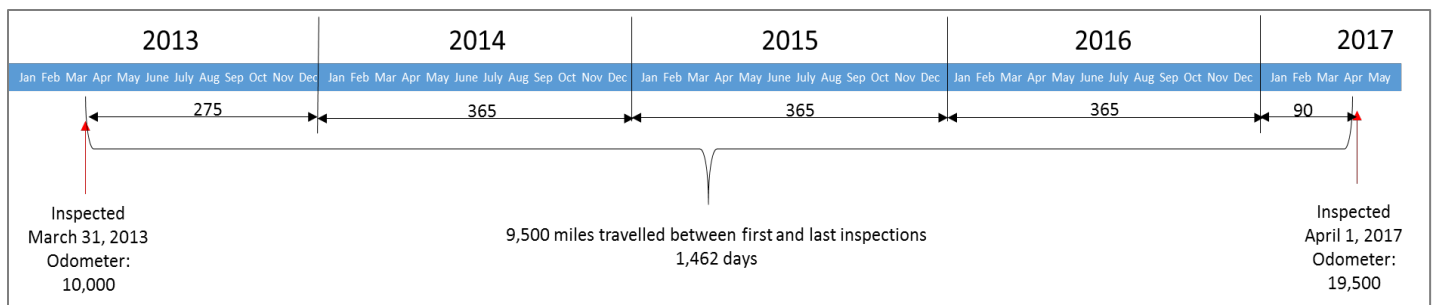 2013 2014 2015 2016 2017
Jan Feb Mar Apr May June July Aug Sep Oct Nov Dec Jan Feb Mar Apr May June July Aug Sep Oct Nov Dec Jan Feb Mar Apr May June July Aug Sep Oct Nov Dec Jan Feb Mar Apr May June July Aug Sep Oct Nov Dec Jan Feb Mar Apr May
275 365 365 365 90
Inspected
March 31, 2013
Odometer:
10,000
9,500 miles travelled between first and last inspections
1,462 days
Inspected
April 1, 2017
Odometer:
19,500